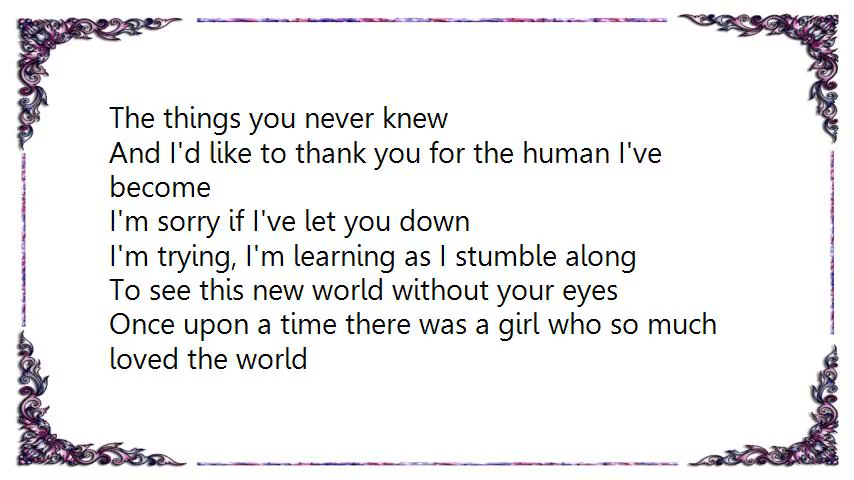 The things you never knew
And I'd like to thank you for the human I've
become
I'm sorry if I've let you down
I'm trying, I'm learning as I stumble along
To see this new world without your eyes
Once upon a time there was a girl who so much
loved the world